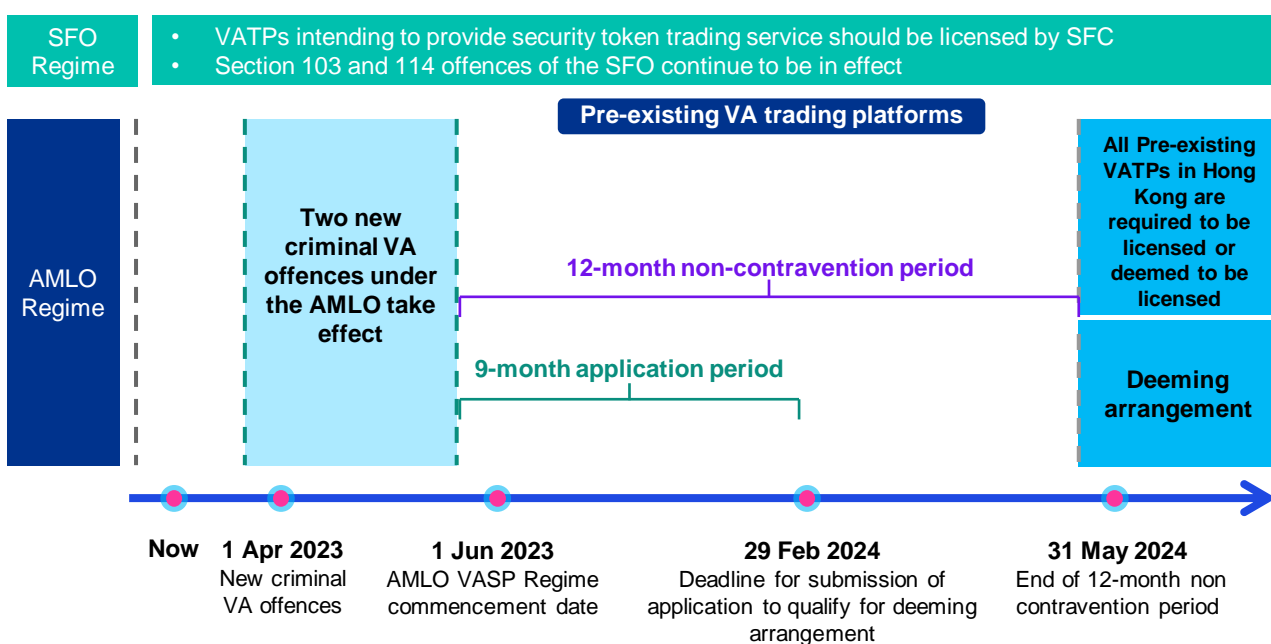 SFO
Regime
• VATPs intending to provide security token trading service should be licensed by SFC
• Section 103 and 114 offences of the SFO continue to be in effect
Pre-existing VA trading platforms
AMLO
Regime
Two new
criminal VA
offences under
the AMLO take
effect
12-month non-contravention period
9-month application period
All Pre-existing
VATPs in Hong
Kong are
required to be
licensed or
deemed to be
licensed
Deeming
arrangement
Now
1 Apr 2023
New criminal
VA offences
1 Jun 2023
AMLO VASP Regime
commencement date
29 Feb 2024
Deadline for submission of
application to qualify for deeming
arrangement
31 May 2024
End of 12-month non
contravention period